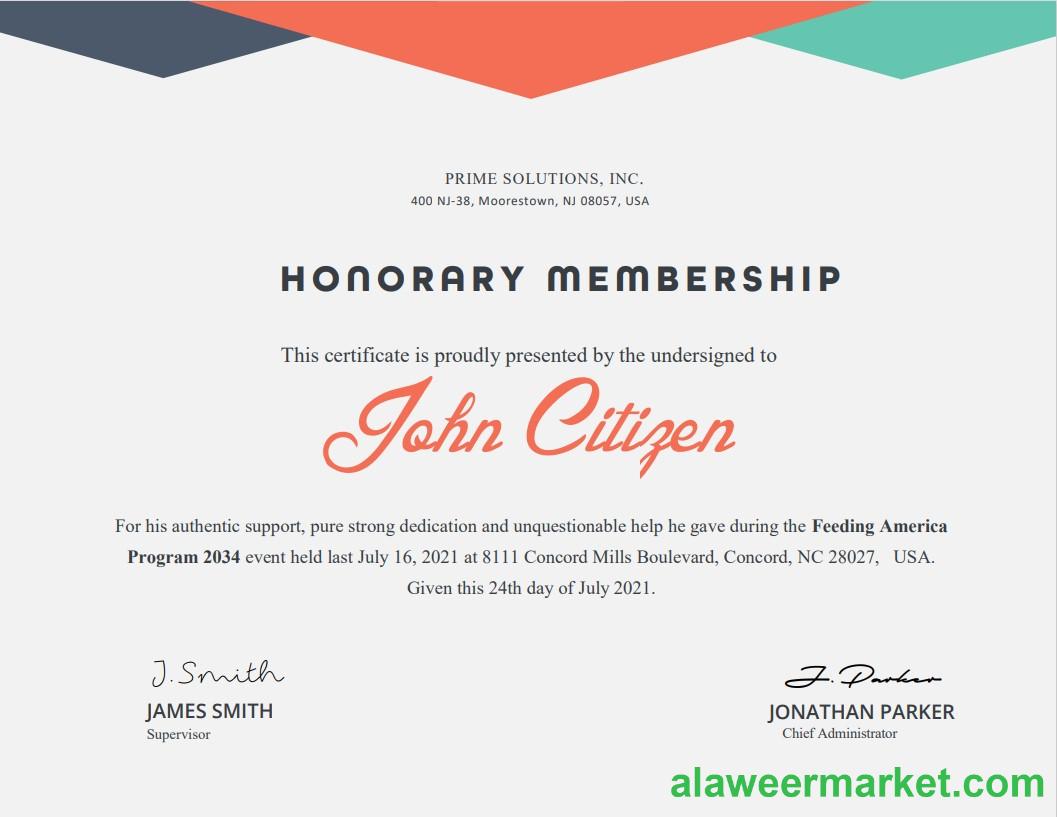 PRIME SOLUTIONS, INC.
400 NJ-38, Moorestown, NJ 08057, USA
HONORARY MEMBERSHIP
This certificate is proudly presented by the undersigned to
John Citizen
For his authentic support, pure strong dedication and unquestionable help he gave during the Feeding America
Program 2034 event held last July 16, 2021 at 8111 Concord Mills Boulevard, Concord, NC 28027, USA.
Given this 24th day of July 2021.
J. Smith
JAMES SMITH
Supervisor
J. Parker
JONATHAN PARKER
Chief Administrator
alaweermarket.com